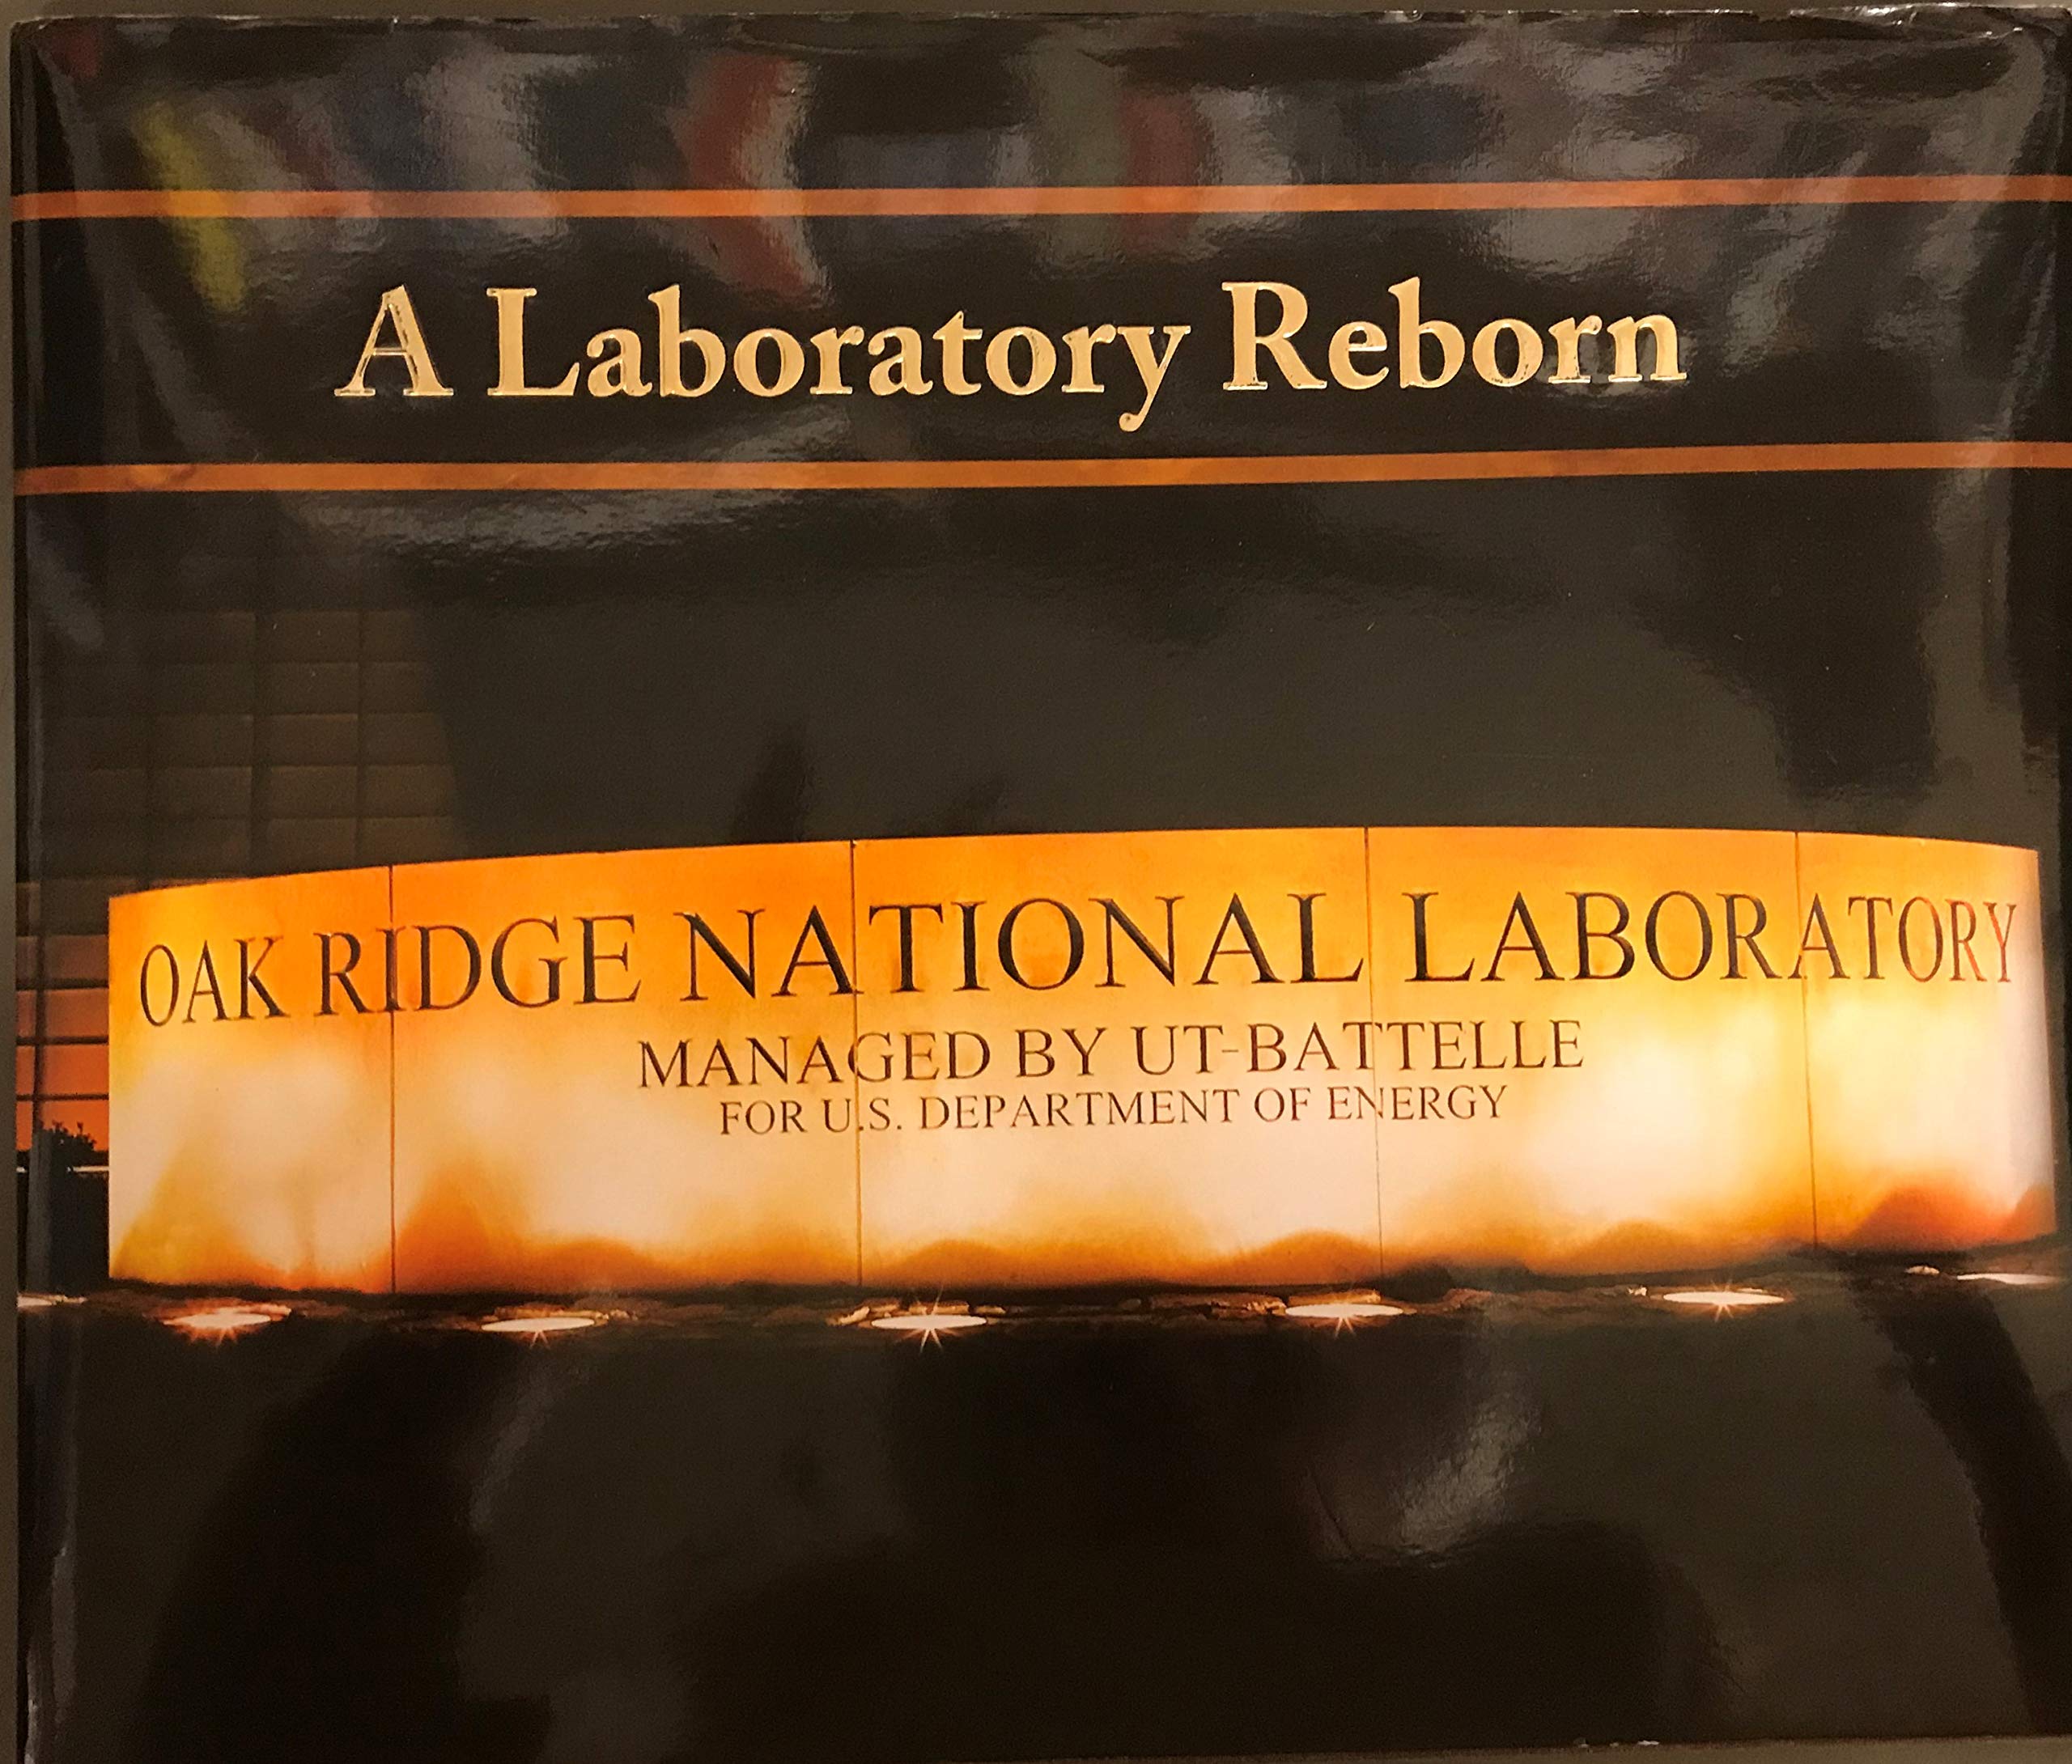 A Laboratory Reborn
OAK RIDGE NATIONAL LABORATORY
MANAGED BY UT-BATTELLE
FOR U.S. DEPARTMENT OF ENERGY